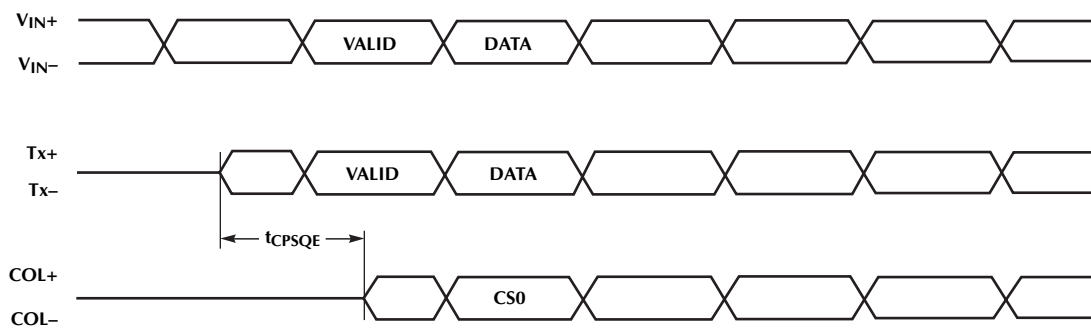 VIN+
VALID DATA
VIN–
Tx+
VALID DATA
Tx–
tCPSQE
COL+
CS0
COL–